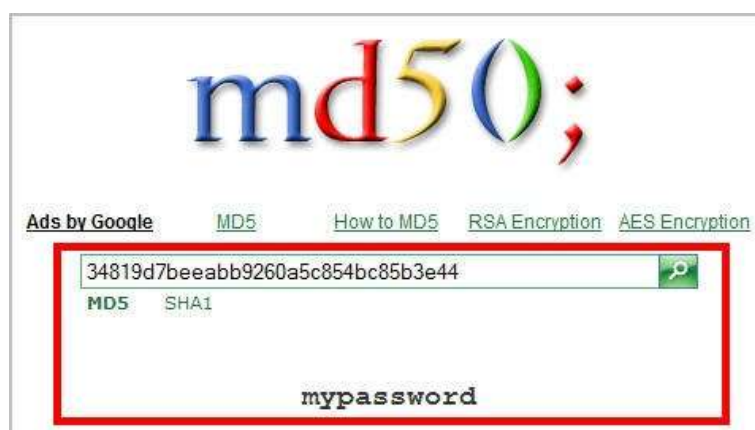 md5();
Ads by Google MD5 How to MD5 RSA Encryption AES Encryption
34819d7beeabb9260a5c854bc85b3e44
MD5 SHA1
mypassword